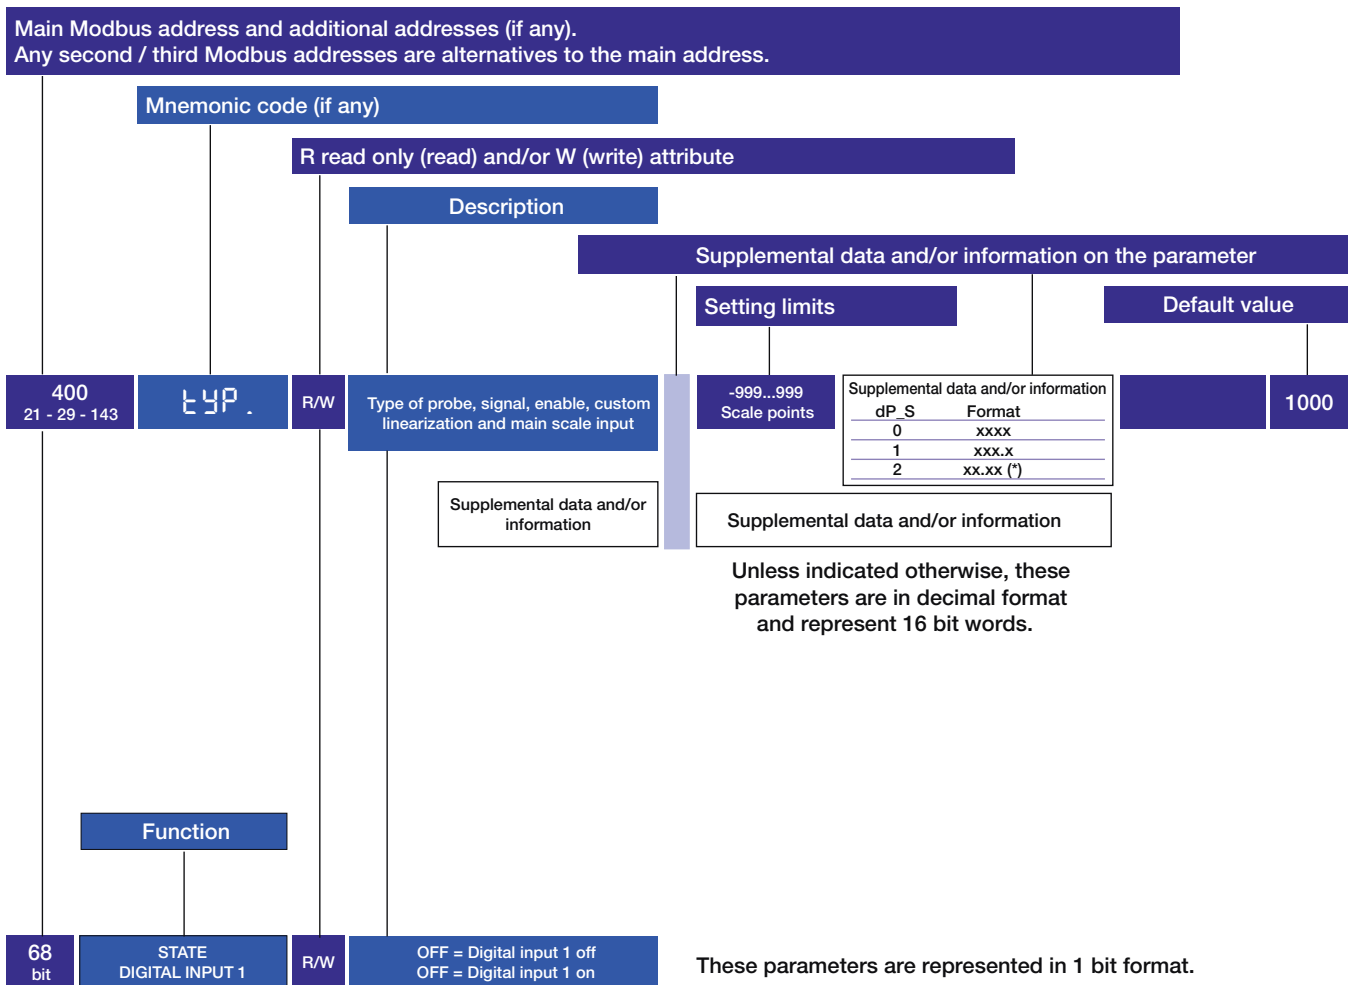 Main Modbus address and additional addresses (if any).
Any second / third Modbus addresses are alternatives to the main address.
Mnemonic code (if any)
R read only (read) and/or W (write) attribute
Description
Supplemental data and/or information on the parameter
Setting limits
Default value
400
21 - 29 - 143
tyP.
R/W
Type of probe, signal, enable, custom
linearization and main scale input
-999...999
Scale points
Supplemental data and/or information
dP_S Format
0 xxxx
1 xxx.x
2 xx.xx (*)
1000
Supplemental data and/or
information
Supplemental data and/or information
Unless indicated otherwise, these
parameters are in decimal format
and represent 16 bit words.
Function
68
bit
STATE
DIGITAL INPUT 1
R/W
OFF = Digital input 1 off
OFF = Digital input 1 on
These parameters are represented in 1 bit format.